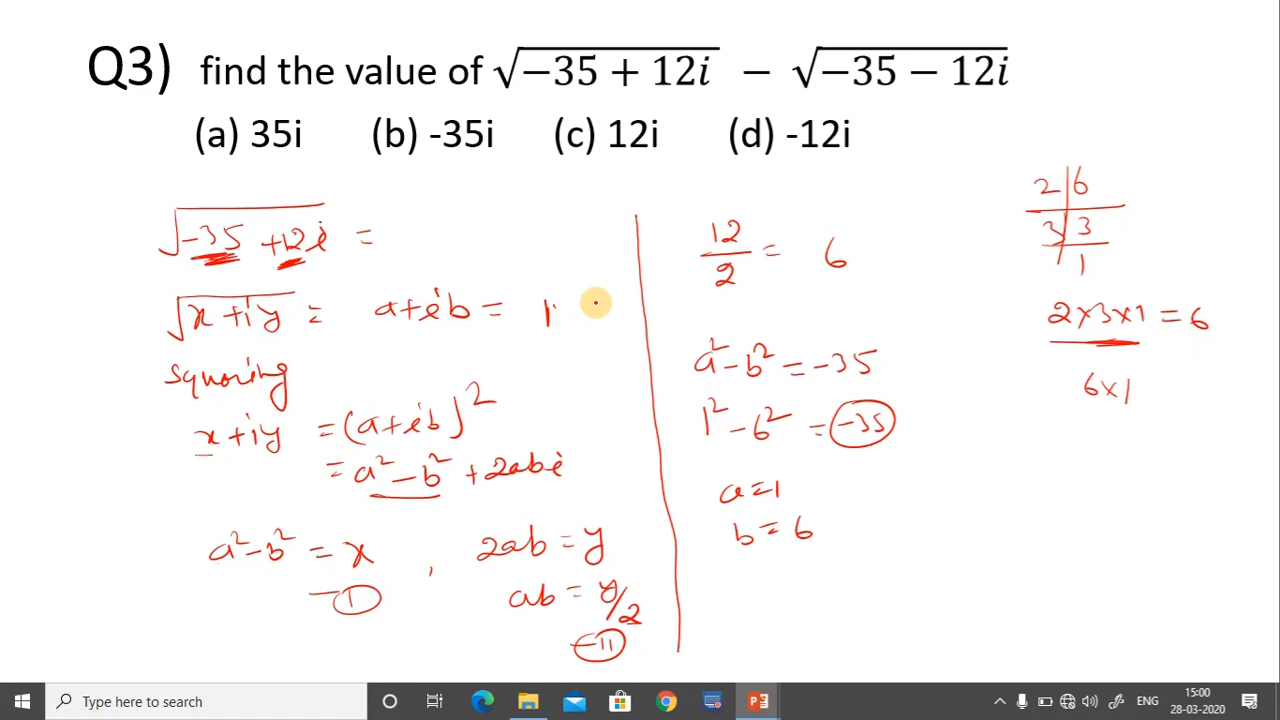 Q3) find the value of √−35 + 12i − √−35 − 12i
(a) 35i (b) -35i (c) 12i (d) -12i
√-35 +12i =
√x+iy = a+ib = 1
squaring
x+iy = (a+ib)²
= a²-b² +2abi
a²-b² = x , 2ab = y
—①
ab = y/2
—⑪
12/2 = 6
a²-b² = -35
1²-6² = -35
a=1
b=6
2|6
3|3
1
2×3×1 = 6
6×1
Type here to search
ENG
15:00
28-03-2020